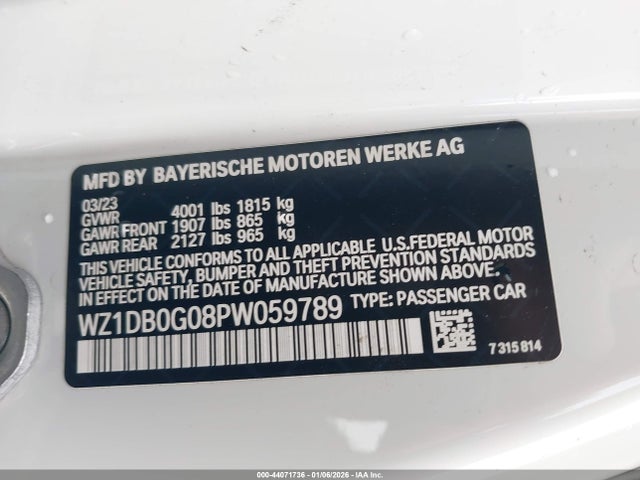 MFD BY BAYERISCHE MOTOREN WERKE AG
03/23
GVWR 4001 lbs 1815 kg
GAWR FRONT 1907 lbs 865 kg
GAWR REAR 2127 lbs 965 kg
THIS VEHICLE CONFORMS TO ALL APPLICABLE U.S.FEDERAL MOTOR
VEHICLE SAFETY, BUMPER, AND THEFT PREVENTION STANDARDS
IN EFFECT ON THE DATE OF MANUFACTURE SHOWN ABOVE.
WZ1DB0G08PW059789 TYPE: PASSENGER CAR
7 315 814
000-44071736 - 01/06/2026 - IAA Inc.